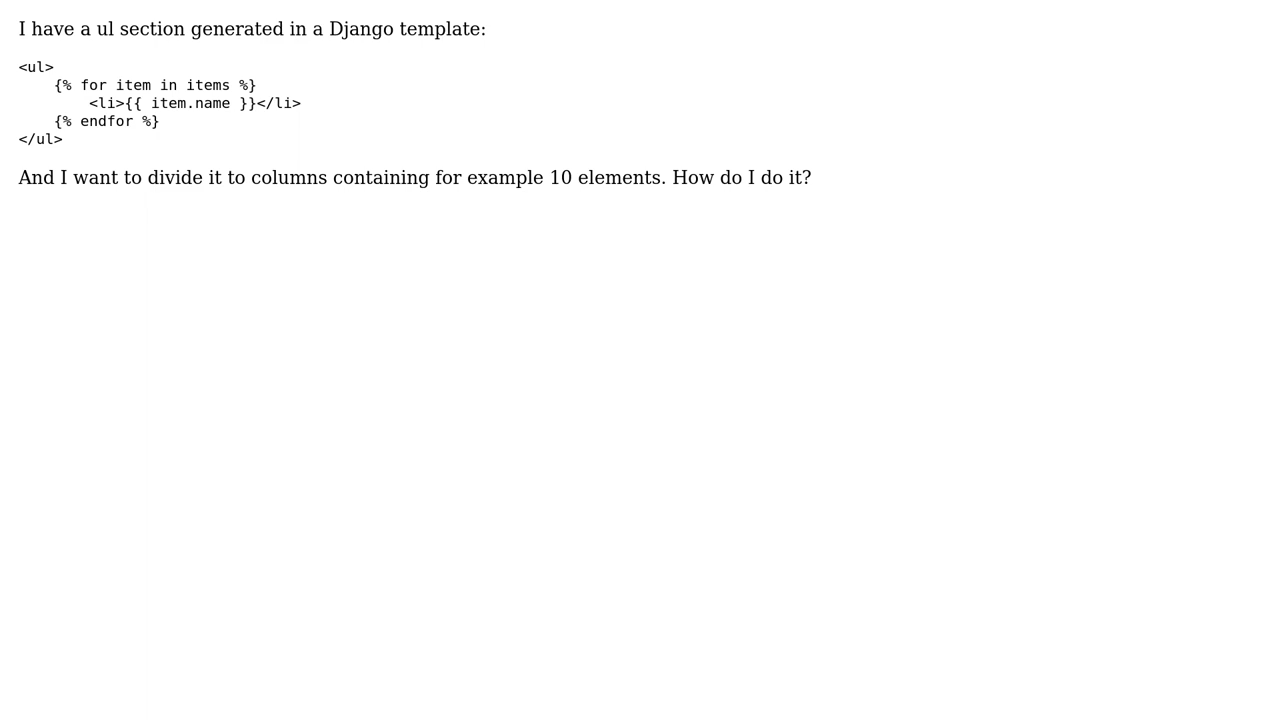 I have a ul section generated in a Django template:
<ul>
    {% for item in items %}
        <li>{{ item.name }}</li>
    {% endfor %}
</ul>
And I want to divide it to columns containing for example 10 elements. How do I do it?